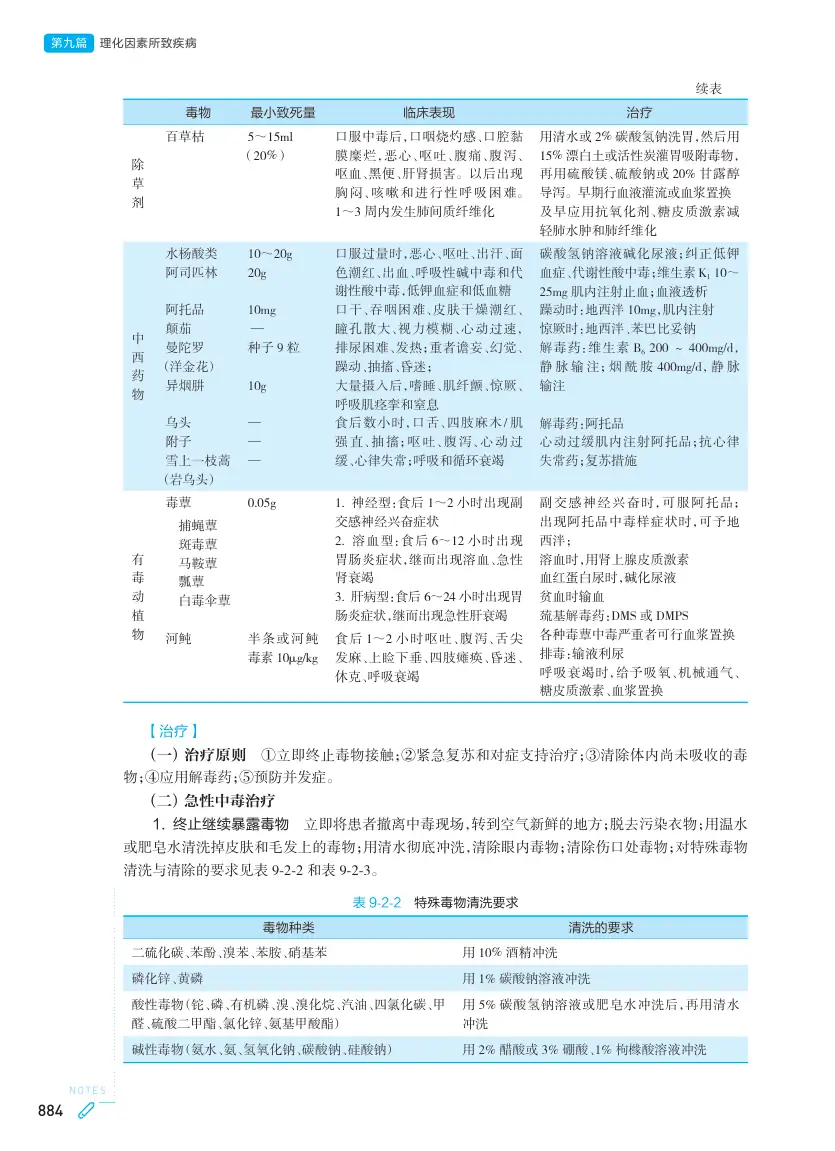 第九篇 理化因素所致疾病
续表
毒物 最小致死量 临床表现 治疗
除草剂
百草枯 5～15ml 口服中毒后,口咽烧灼感、口腔黏 用清水或 2% 碳酸氢钠洗胃,然后用
（20%） 膜糜烂,恶心、呕吐、腹痛、腹泻、 15% 漂白土或活性炭灌胃吸附毒物,
呕血、黑便、肝肾损害。以后出现 再用硫酸镁、硫酸钠或 20% 甘露醇
胸闷、咳嗽和进行性呼吸困难。 导泻。早期行血液灌流或血浆置换
1～3 周内发生肺间质纤维化 及早应用抗氧化剂、糖皮质激素减
轻肺水肿和肺纤维化
中西药物
水杨酸类 10～20g 口服过量时,恶心、呕吐、出汗、面 碳酸氢钠溶液碱化尿液;纠正低钾
阿司匹林 20g 色潮红、出血、呼吸性碱中毒和代 血症、代谢性酸中毒;维生素 K₁ 10～
谢性酸中毒,低钾血症和低血糖 25mg 肌内注射止血;血液透析
阿托品 10mg 口干、吞咽困难、皮肤干燥潮红、 躁动时:地西泮 10mg,肌内注射
颠茄 — 瞳孔散大、视力模糊、心动过速, 惊厥时:地西泮、苯巴比妥钠
曼陀罗 种子 9 粒 排尿困难、发热;重者谵妄、幻觉、 解毒药:维生素 B₆ 200 ～ 400mg/d,
（洋金花） 躁动、抽搐、昏迷; 静脉输注;烟酰胺 400mg/d,静脉
异烟肼 10g 大量摄入后,嗜睡、肌纤颤、惊厥、 输注
呼吸肌痉挛和窒息
乌头 — 食后数小时,口舌、四肢麻木/肌 解毒药:阿托品
附子 — 强直、抽搐;呕吐、腹泻、心动过 心动过缓肌内注射阿托品;抗心律
雪上一枝蒿 — 缓、心律失常;呼吸和循环衰竭 失常药;复苏措施
（岩乌头）
有毒动植物
毒蕈 0.05g 1. 神经型:食后 1～2 小时出现副 副交感神经兴奋时,可服阿托品;
捕蝇蕈 交感神经兴奋症状 出现阿托品中毒样症状时,可予地
斑毒蕈 2. 溶血型:食后 6～12 小时出现 西泮;
马鞍蕈 胃肠炎症状,继而出现溶血、急性 溶血时,用肾上腺皮质激素
瓢蕈 肾衰竭 血红蛋白尿时,碱化尿液
白毒伞蕈 3. 肝病型:食后 6～24 小时出现胃 贫血时输血
肠炎症状,继而出现急性肝衰竭 巯基解毒药:DMS 或 DMPS
河鲀 半条或河鲀 食后 1～2 小时呕吐、腹泻、舌尖 各种毒蕈中毒严重者可行血浆置换
毒素 10μg/kg 发麻、上睑下垂、四肢瘫痪、昏迷、 排毒:输液利尿
休克、呼吸衰竭 呼吸衰竭时,给予吸氧、机械通气、
糖皮质激素、血浆置换
【治疗】
（一）治疗原则 ①立即终止毒物接触;②紧急复苏和对症支持治疗;③清除体内尚未吸收的毒
物;④应用解毒药;⑤预防并发症。
（二）急性中毒治疗
1. 终止继续暴露毒物 立即将患者撤离中毒现场,转到空气新鲜的地方;脱去污染衣物;用温水
或肥皂水清洗掉皮肤和毛发上的毒物;用清水彻底冲洗,清除眼内毒物;清除伤口处毒物;对特殊毒物
清洗与清除的要求见表 9-2-2 和表 9-2-3。
表 9-2-2 特殊毒物清洗要求
毒物种类 清洗的要求
二硫化碳、苯酚、溴苯、苯胺、硝基苯 用 10% 酒精冲洗
磷化锌、黄磷 用 1% 碳酸钠溶液冲洗
酸性毒物（铊、磷、有机磷、溴、溴化烷、汽油、四氯化碳、甲 用 5% 碳酸氢钠溶液或肥皂水冲洗后,再用清水
醛、硫酸二甲酯、氯化锌、氨基甲酸酯） 冲洗
碱性毒物（氨水、氨、氢氧化钠、碳酸钠、硅酸钠） 用 2% 醋酸或 3% 硼酸、1% 枸橼酸溶液冲洗
NOTES
884